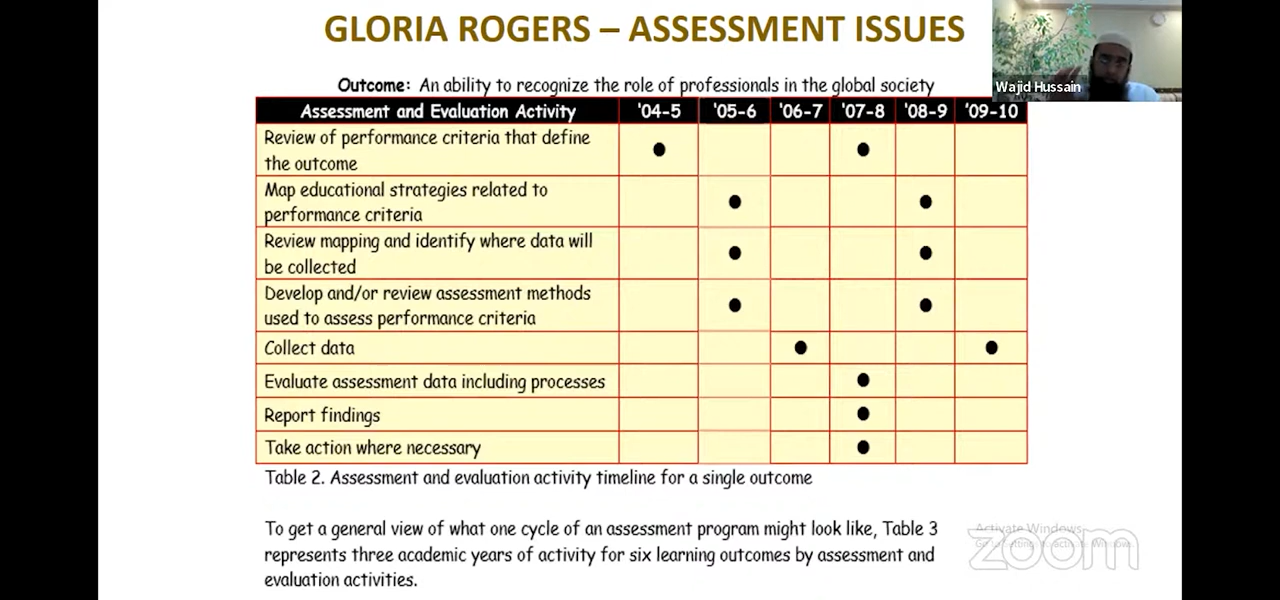 GLORIA ROGERS – ASSESSMENT ISSUES
Wajid Hussain
Outcome: An ability to recognize the role of professionals in the global society
Assessment and Evaluation Activity '04-5 '05-6 '06-7 '07-8 '08-9 '09-10
Review of performance criteria that define
the outcome
● ●
Map educational strategies related to
performance criteria
● ●
Review mapping and identify where data will
be collected
● ●
Develop and/or review assessment methods
used to assess performance criteria
● ●
Collect data ● ●
Evaluate assessment data including processes ●
Report findings ●
Take action where necessary ●
Table 2. Assessment and evaluation activity timeline for a single outcome
To get a general view of what one cycle of an assessment program might look like, Table 3
represents three academic years of activity for six learning outcomes by assessment and
evaluation activities.
Activate Windows
zoom